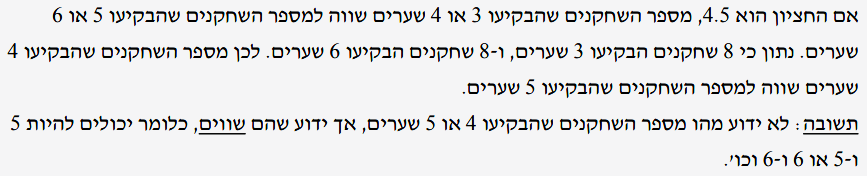 אם החציון הוא 4.5, מספר השחקנים שהבקיעו 3 או 4 שערים שווה למספר השחקנים שהבקיעו 5 או 6
שערים. נתון כי 8 שחקנים הבקיעו 3 שערים, ו-8 שחקנים הבקיעו 6 שערים. לכן מספר השחקנים שהבקיעו 4
שערים שווה למספר השחקנים שהבקיעו 5 שערים.
תשובה: לא ידוע מהו מספר השחקנים שהבקיעו 4 או 5 שערים, אך ידוע שהם שווים, כלומר יכולים להיות 5
ו-5 או 6 ו-6 וכו'.